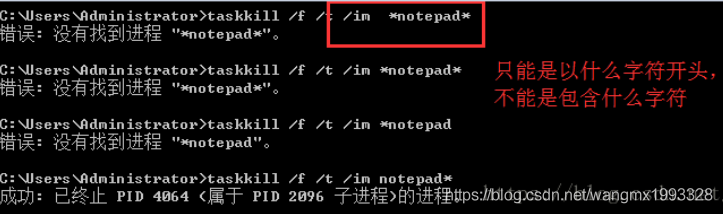 C:\Users\Administrator>taskkill /f /t /im  *notepad*
错误: 没有找到进程 "*notepad*"。
C:\Users\Administrator>taskkill /f /t /im *notepad*
错误: 没有找到进程 "*notepad*"。
只能是以什么字符开头，
不能是包含什么字符
C:\Users\Administrator>taskkill /f /t /im *notepad
错误: 没有找到进程 "*notepad"。
C:\Users\Administrator>taskkill /f /t /im notepad*
成功: 已终止 PID 4064 (属于 PID 2096 子进程)的进程。
https://blog.csdn.net/wangmx1993328